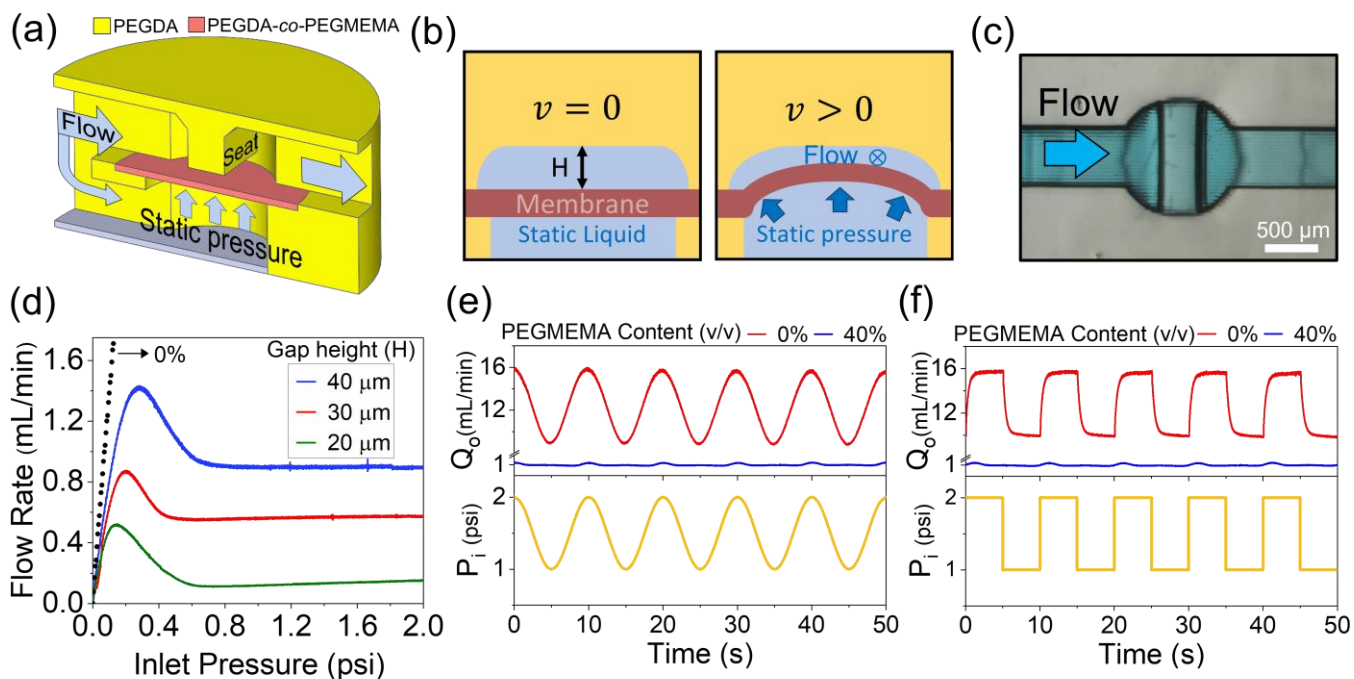 (a)
PEGDA PEGDA-co-PEGMEMA
Flow
Seat
Static pressure
(b)
v = 0
H
Membrane
Static Liquid
v > 0
Flow ⊗
Static pressure
(c)
Flow
500 µm
(d)
Flow Rate (mL/min)
1.6
1.2
0.8
0.4
0.0
→ 0%
Gap height (H)
40 µm
30 µm
20 µm
0.0 0.4 0.8 1.2 1.6 2.0
Inlet Pressure (psi)
(e)
PEGMEMA Content (v/v) 0% 40%
Qo(mL/min)
16
12
1
Pi (psi)
2
1
0 10 20 30 40 50
Time (s)
(f)
PEGMEMA Content (v/v) 0% 40%
Qo(mL/min)
16
12
1
Pi (psi)
2
1
0 10 20 30 40 50
Time (s)